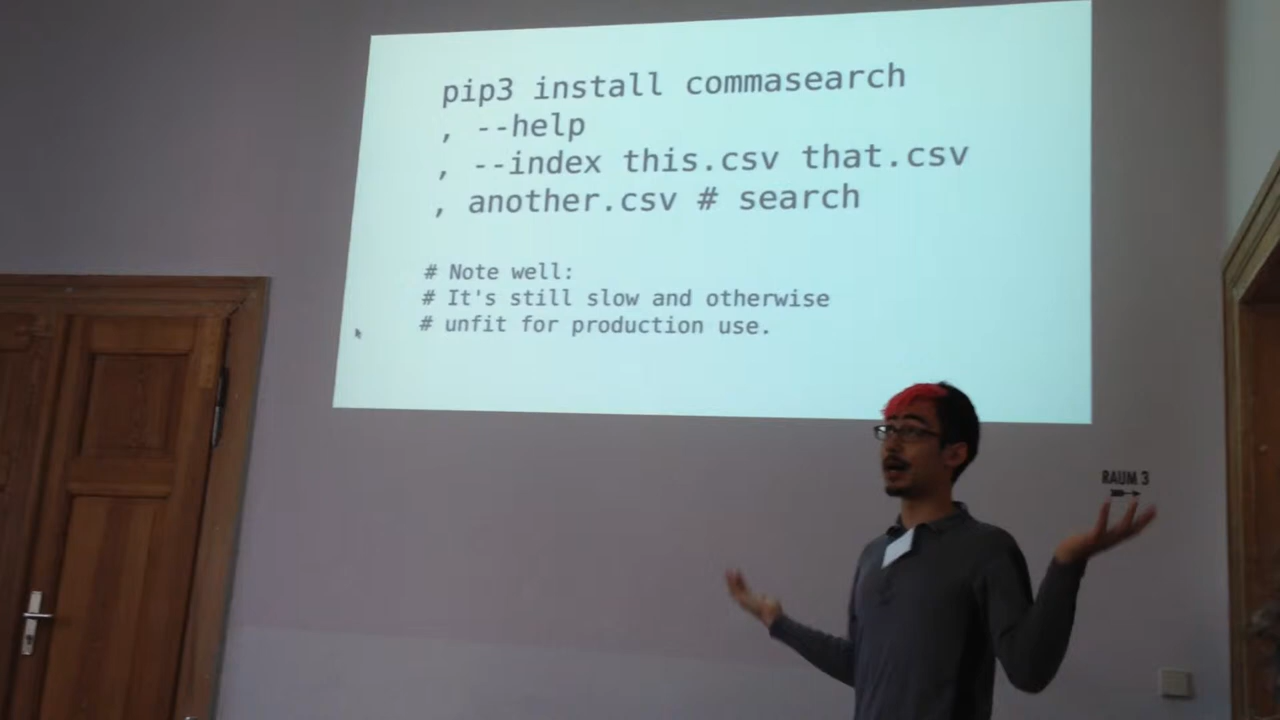 pip3 install commasearch
, --help
, --index this.csv that.csv
, another.csv # search
# Note well:
# It's still slow and otherwise
# unfit for production use.
RAUM 3